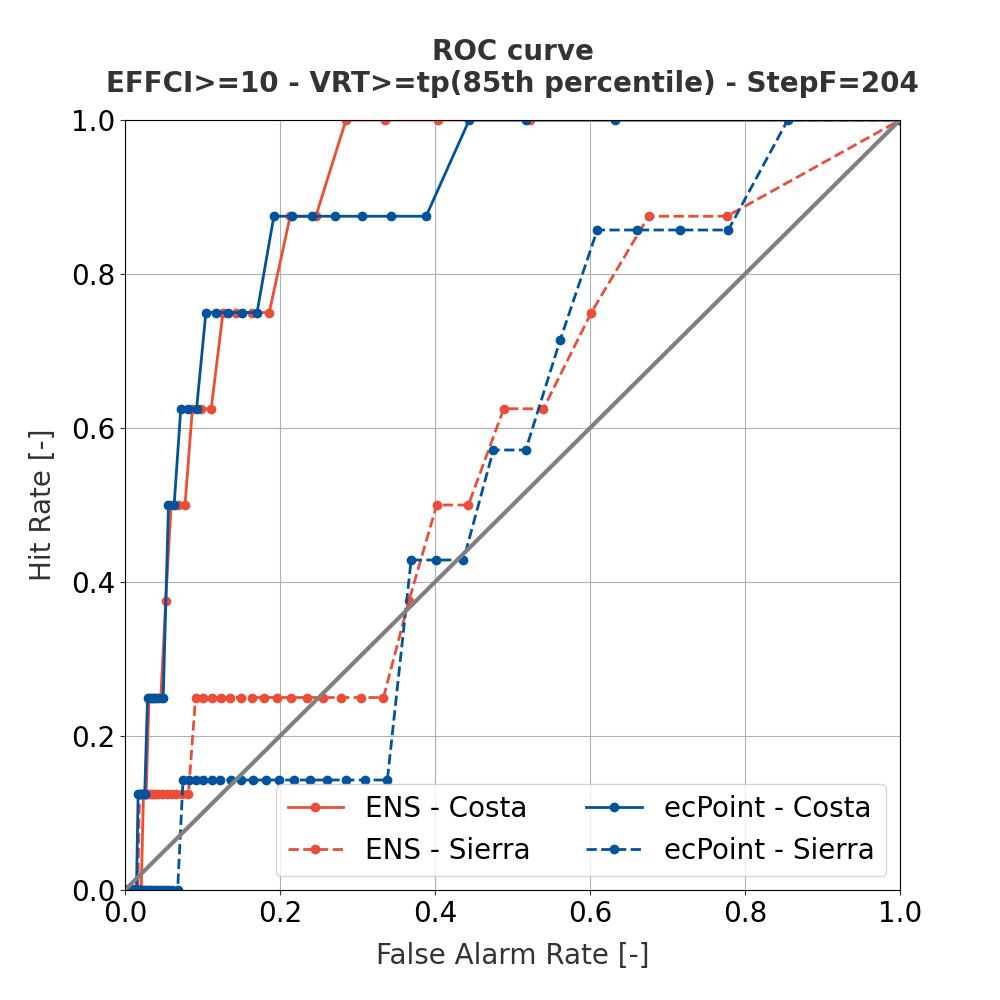 ROC curve
EFFCI>=10 - VRT>=tp(85th percentile) - StepF=204
1.0
0.8
0.6
0.4
0.2
0.0
Hit Rate [-]
ENS - Costa
ENS - Sierra
ecPoint - Costa
ecPoint - Sierra
0.0 0.2 0.4 0.6 0.8 1.0
False Alarm Rate [-]